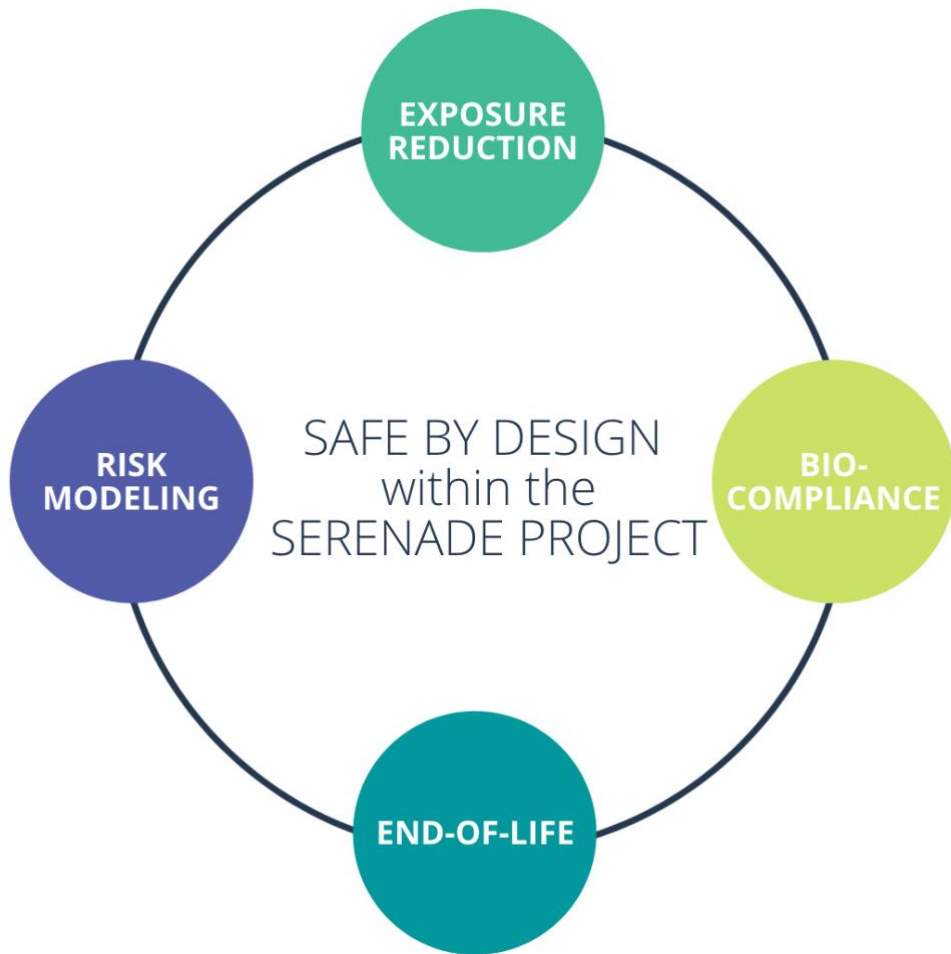 EXPOSURE
REDUCTION
RISK
MODELING
SAFE BY DESIGN
within the
SERENADE PROJECT
BIO-
COMPLIANCE
END-OF-LIFE